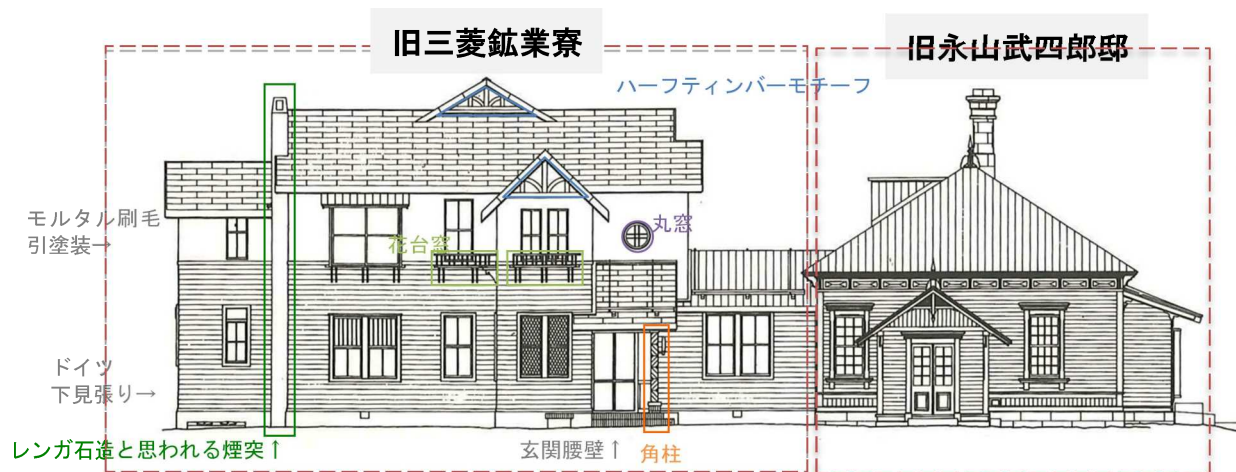 旧三菱鉱業寮
旧永山武四郎邸
ハーフティンバーモチーフ
モルタル刷毛
引塗装→
花台窓
丸窓
ドイツ
下見張り→
レンガ石造と思われる煙突↑
玄関腰壁↑
角柱